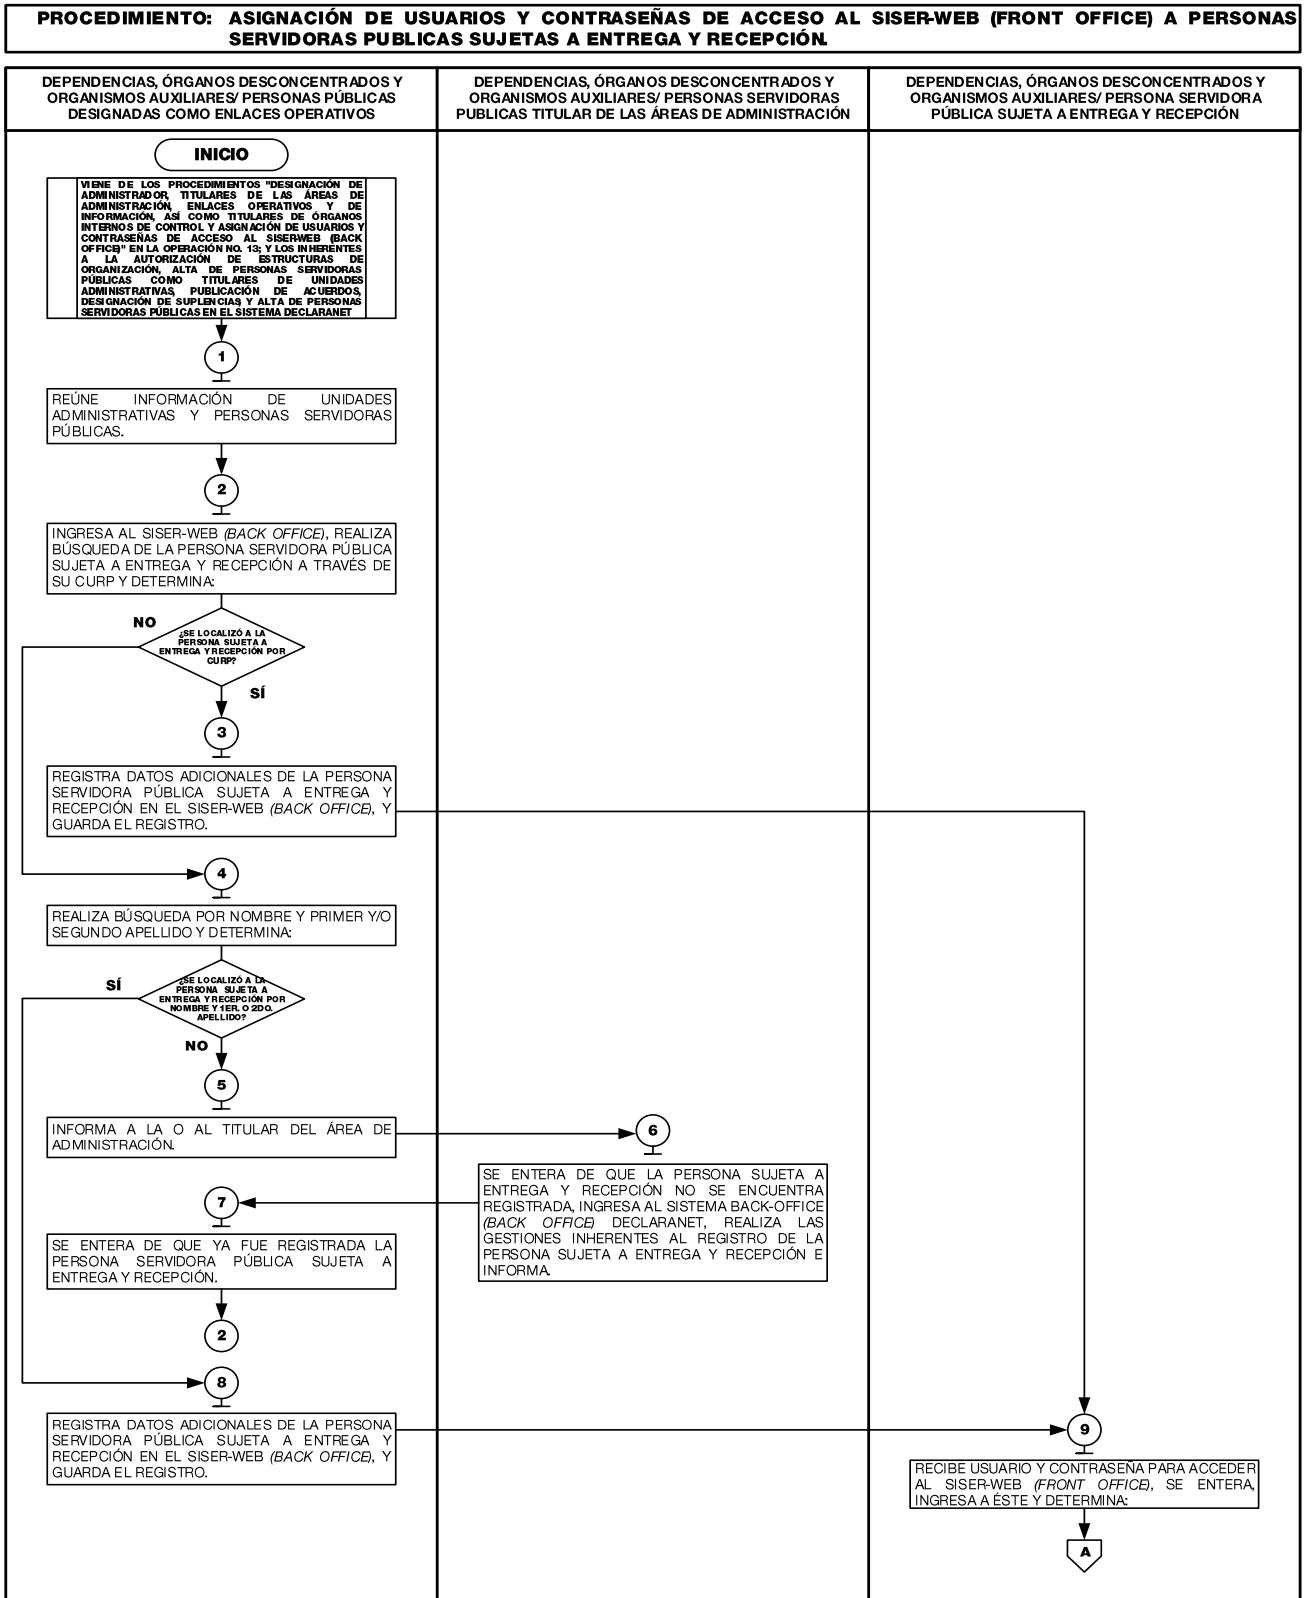 PROCEDIMIENTO: ASIGNACIÓN DE USUARIOS Y CONTRASEÑAS DE ACCESO AL SISER-WEB (FRONT OFFICE) A PERSONAS
SERVIDORAS PUBLICAS SUJETAS A ENTREGA Y RECEPCIÓN.
DEPENDENCIAS, ÓRGANOS DESCONCENTRADOS Y
ORGANISMOS AUXILIARES/ PERSONAS PÚBLICAS
DESIGNADAS COMO ENLACES OPERATIVOS
DEPENDENCIAS, ÓRGANOS DESCONCENTRADOS Y
ORGANISMOS AUXILIARES/ PERSONAS SERVIDORAS
PUBLICAS TITULAR DE LAS ÁREAS DE ADMINISTRACIÓN
DEPENDENCIAS, ÓRGANOS DESCONCENTRADOS Y
ORGANISMOS AUXILIARES/ PERSONA SERVIDORA
PÚBLICA SUJETA A ENTREGA Y RECEPCIÓN
INICIO
VIENE DE LOS PROCEDIMIENTOS "DESIGNACIÓN DE
ADMINISTRADOR, TITULARES DE LAS ÁREAS DE
ADMINISTRACIÓN, ENLACES OPERATIVOS Y DE
INFORMACIÓN, ASÍ COMO TITULARES DE ÓRGANOS
INTERNOS DE CONTROL Y ASIGNACIÓN DE USUARIOS Y
CONTRASEÑAS DE ACCESO AL SISER-WEB (BACK
OFFICE)" EN LA OPERACIÓN NO. 13; Y LOS INHERENTES
A LA AUTORIZACIÓN DE ESTRUCTURAS DE
ORGANIZACIÓN, ALTA DE PERSONAS SERVIDORAS
PÚBLICAS COMO TITULARES DE UNIDADES
ADMINISTRATIVAS, PUBLICACIÓN DE ACUERDOS,
DESIGNACIÓN DE SUPLENCIAS, Y ALTA DE PERSONAS
SERVIDORAS PÚBLICAS EN EL SISTEMA DECLARANET
1
REÚNE INFORMACIÓN DE UNIDADES
ADMINISTRATIVAS Y PERSONAS SERVIDORAS
PÚBLICAS.
2
INGRESA AL SISER-WEB (BACK OFFICE), REALIZA
BÚSQUEDA DE LA PERSONA SERVIDORA PÚBLICA
SUJETA A ENTREGA Y RECEPCIÓN A TRAVÉS DE
SU CURP Y DETERMINA:
NO
¿SE LOCALIZÓ A LA
PERSONA SUJETA A
ENTREGA Y RECEPCIÓN POR
CURP?
SÍ
3
REGISTRA DATOS ADICIONALES DE LA PERSONA
SERVIDORA PÚBLICA SUJETA A ENTREGA Y
RECEPCIÓN EN EL SISER-WEB (BACK OFFICE), Y
GUARDA EL REGISTRO.
4
REALIZA BÚSQUEDA POR NOMBRE Y PRIMER Y/O
SEGUNDO APELLIDO Y DETERMINA:
SÍ
¿SE LOCALIZÓ A LA
PERSONA SUJETA A
ENTREGA Y RECEPCIÓN POR
NOMBRE Y 1ER. O 2DO.
APELLIDO?
NO
5
INFORMA A LA O AL TITULAR DEL ÁREA DE
ADMINISTRACIÓN.
6
SE ENTERA DE QUE LA PERSONA SUJETA A
ENTREGA Y RECEPCIÓN NO SE ENCUENTRA
REGISTRADA, INGRESA AL SISTEMA BACK-OFFICE
(BACK OFFICE) DECLARANET, REALIZA LAS
GESTIONES INHERENTES AL REGISTRO DE LA
PERSONA SUJETA A ENTREGA Y RECEPCIÓN E
INFORMA.
7
SE ENTERA DE QUE YA FUE REGISTRADA LA
PERSONA SERVIDORA PÚBLICA SUJETA A
ENTREGA Y RECEPCIÓN.
2
8
REGISTRA DATOS ADICIONALES DE LA PERSONA
SERVIDORA PÚBLICA SUJETA A ENTREGA Y
RECEPCIÓN EN EL SISER-WEB (BACK OFFICE), Y
GUARDA EL REGISTRO.
9
RECIBE USUARIO Y CONTRASEÑA PARA ACCEDER
AL SISER-WEB (FRONT OFFICE), SE ENTERA,
INGRESA A ÉSTE Y DETERMINA:
A